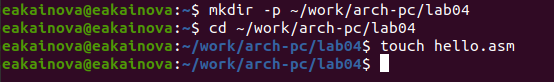 eakainova@eakainova:~$ mkdir -p ~/work/arch-pc/lab04
eakainova@eakainova:~$ cd ~/work/arch-pc/lab04
eakainova@eakainova:~/work/arch-pc/lab04$ touch hello.asm
eakainova@eakainova:~/work/arch-pc/lab04$